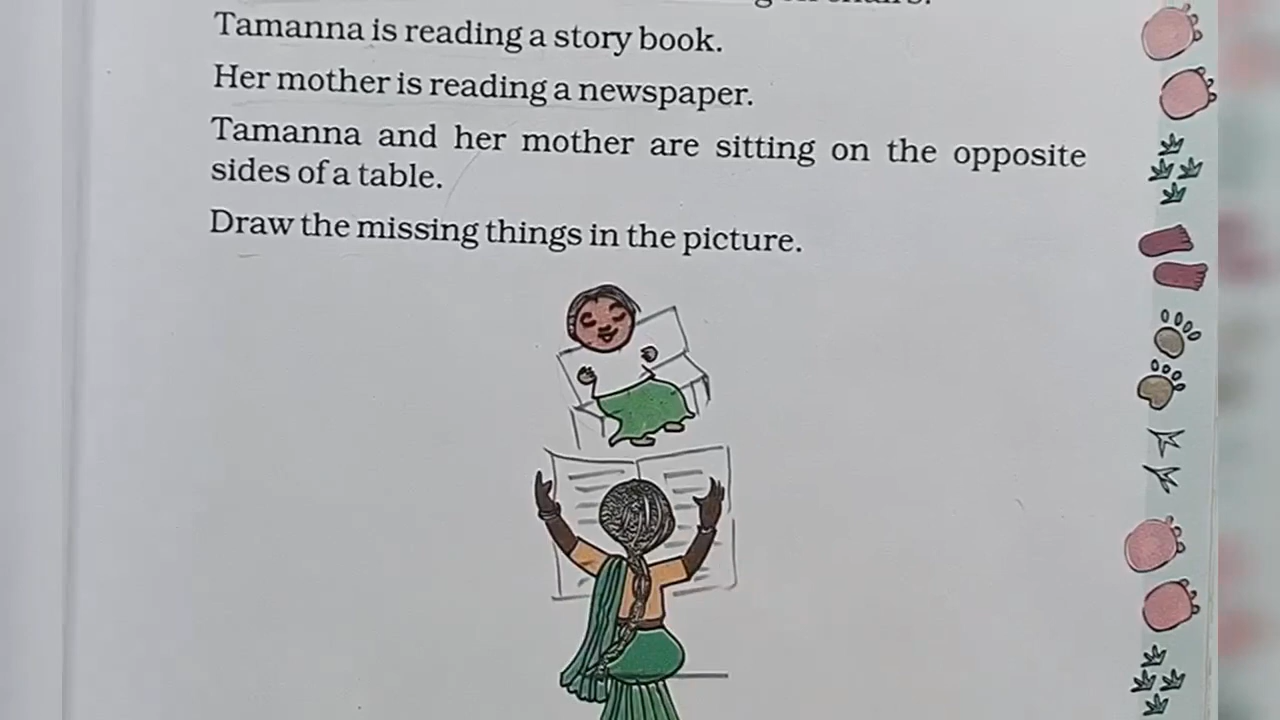 Tamanna is reading a story book.
Her mother is reading a newspaper.
Tamanna and her mother are sitting on the opposite
sides of a table.
Draw the missing things in the picture.